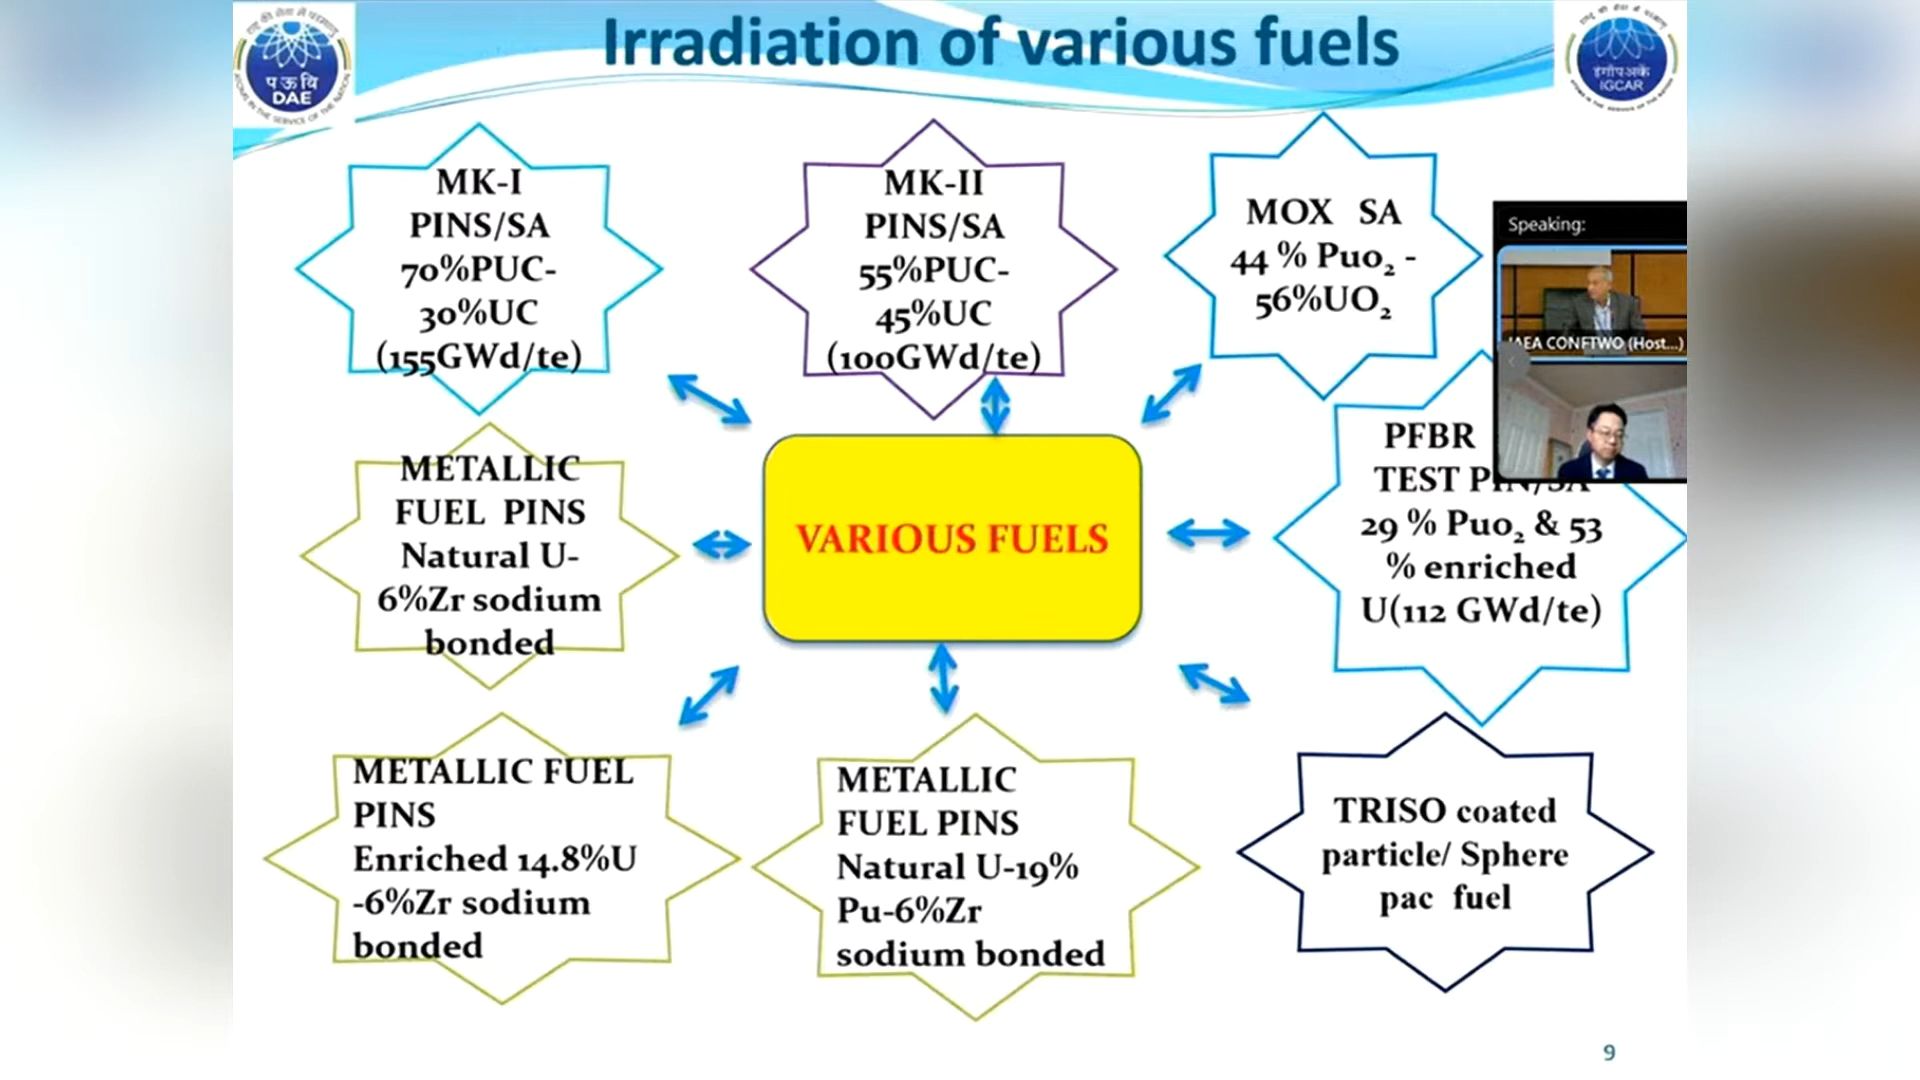 Irradiation of various fuels
प ऊ वि
DAE
इंगांपअकें
IGCAR
MK-I
PINS/SA
70%PUC-
30%UC
(155GWd/te)
MK-II
PINS/SA
55%PUC-
45%UC
(100GWd/te)
MOX SA
44 % Puo₂ -
56%UO₂
Speaking:
IAEA CONFTWO (Host...)
METALLIC
FUEL PINS
Natural U-
6%Zr sodium
bonded
VARIOUS FUELS
PFBR
TEST PIN/SA
29 % Puo₂ & 53
% enriched
U(112 GWd/te)
METALLIC FUEL
PINS
Enriched 14.8%U
-6%Zr sodium
bonded
METALLIC
FUEL PINS
Natural U-19%
Pu-6%Zr
sodium bonded
TRISO coated
particle/ Sphere
pac fuel
9